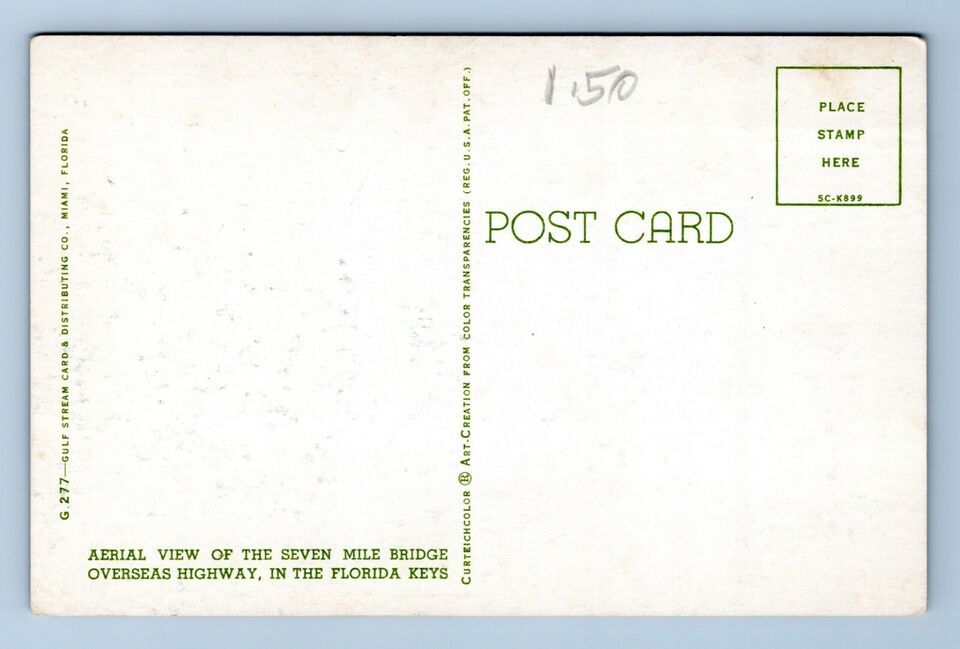 G.277—GULF STREAM CARD & DISTRIBUTING CO., MIAMI, FLORIDA
AERIAL VIEW OF THE SEVEN MILE BRIDGE
OVERSEAS HIGHWAY, IN THE FLORIDA KEYS
CURTEICHCOLOR ® ART-CREATION FROM COLOR TRANSPARENCIES (REG. U.S.A. PAT. OFF.)
1.50
POST CARD
PLACE
STAMP
HERE
5C-K899